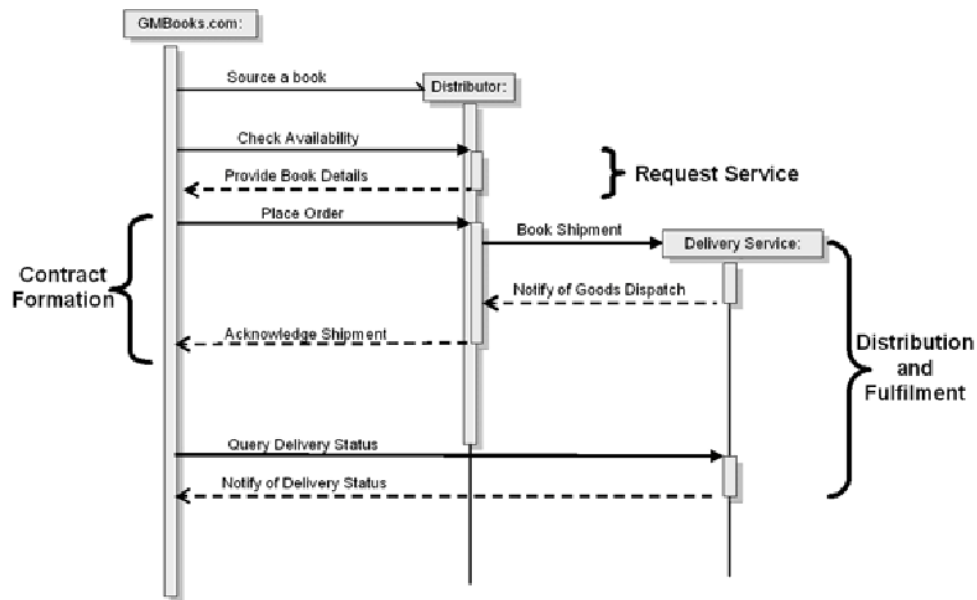 GMBooks.com:
Source a book
Distributor:
Check Availability
Provide Book Details
Request Service
Place Order
Book Shipment
Delivery Service:
Contract
Formation
Notify of Goods Dispatch
Acknowledge Shipment
Distribution
and
Fulfilment
Query Delivery Status
Notify of Delivery Status